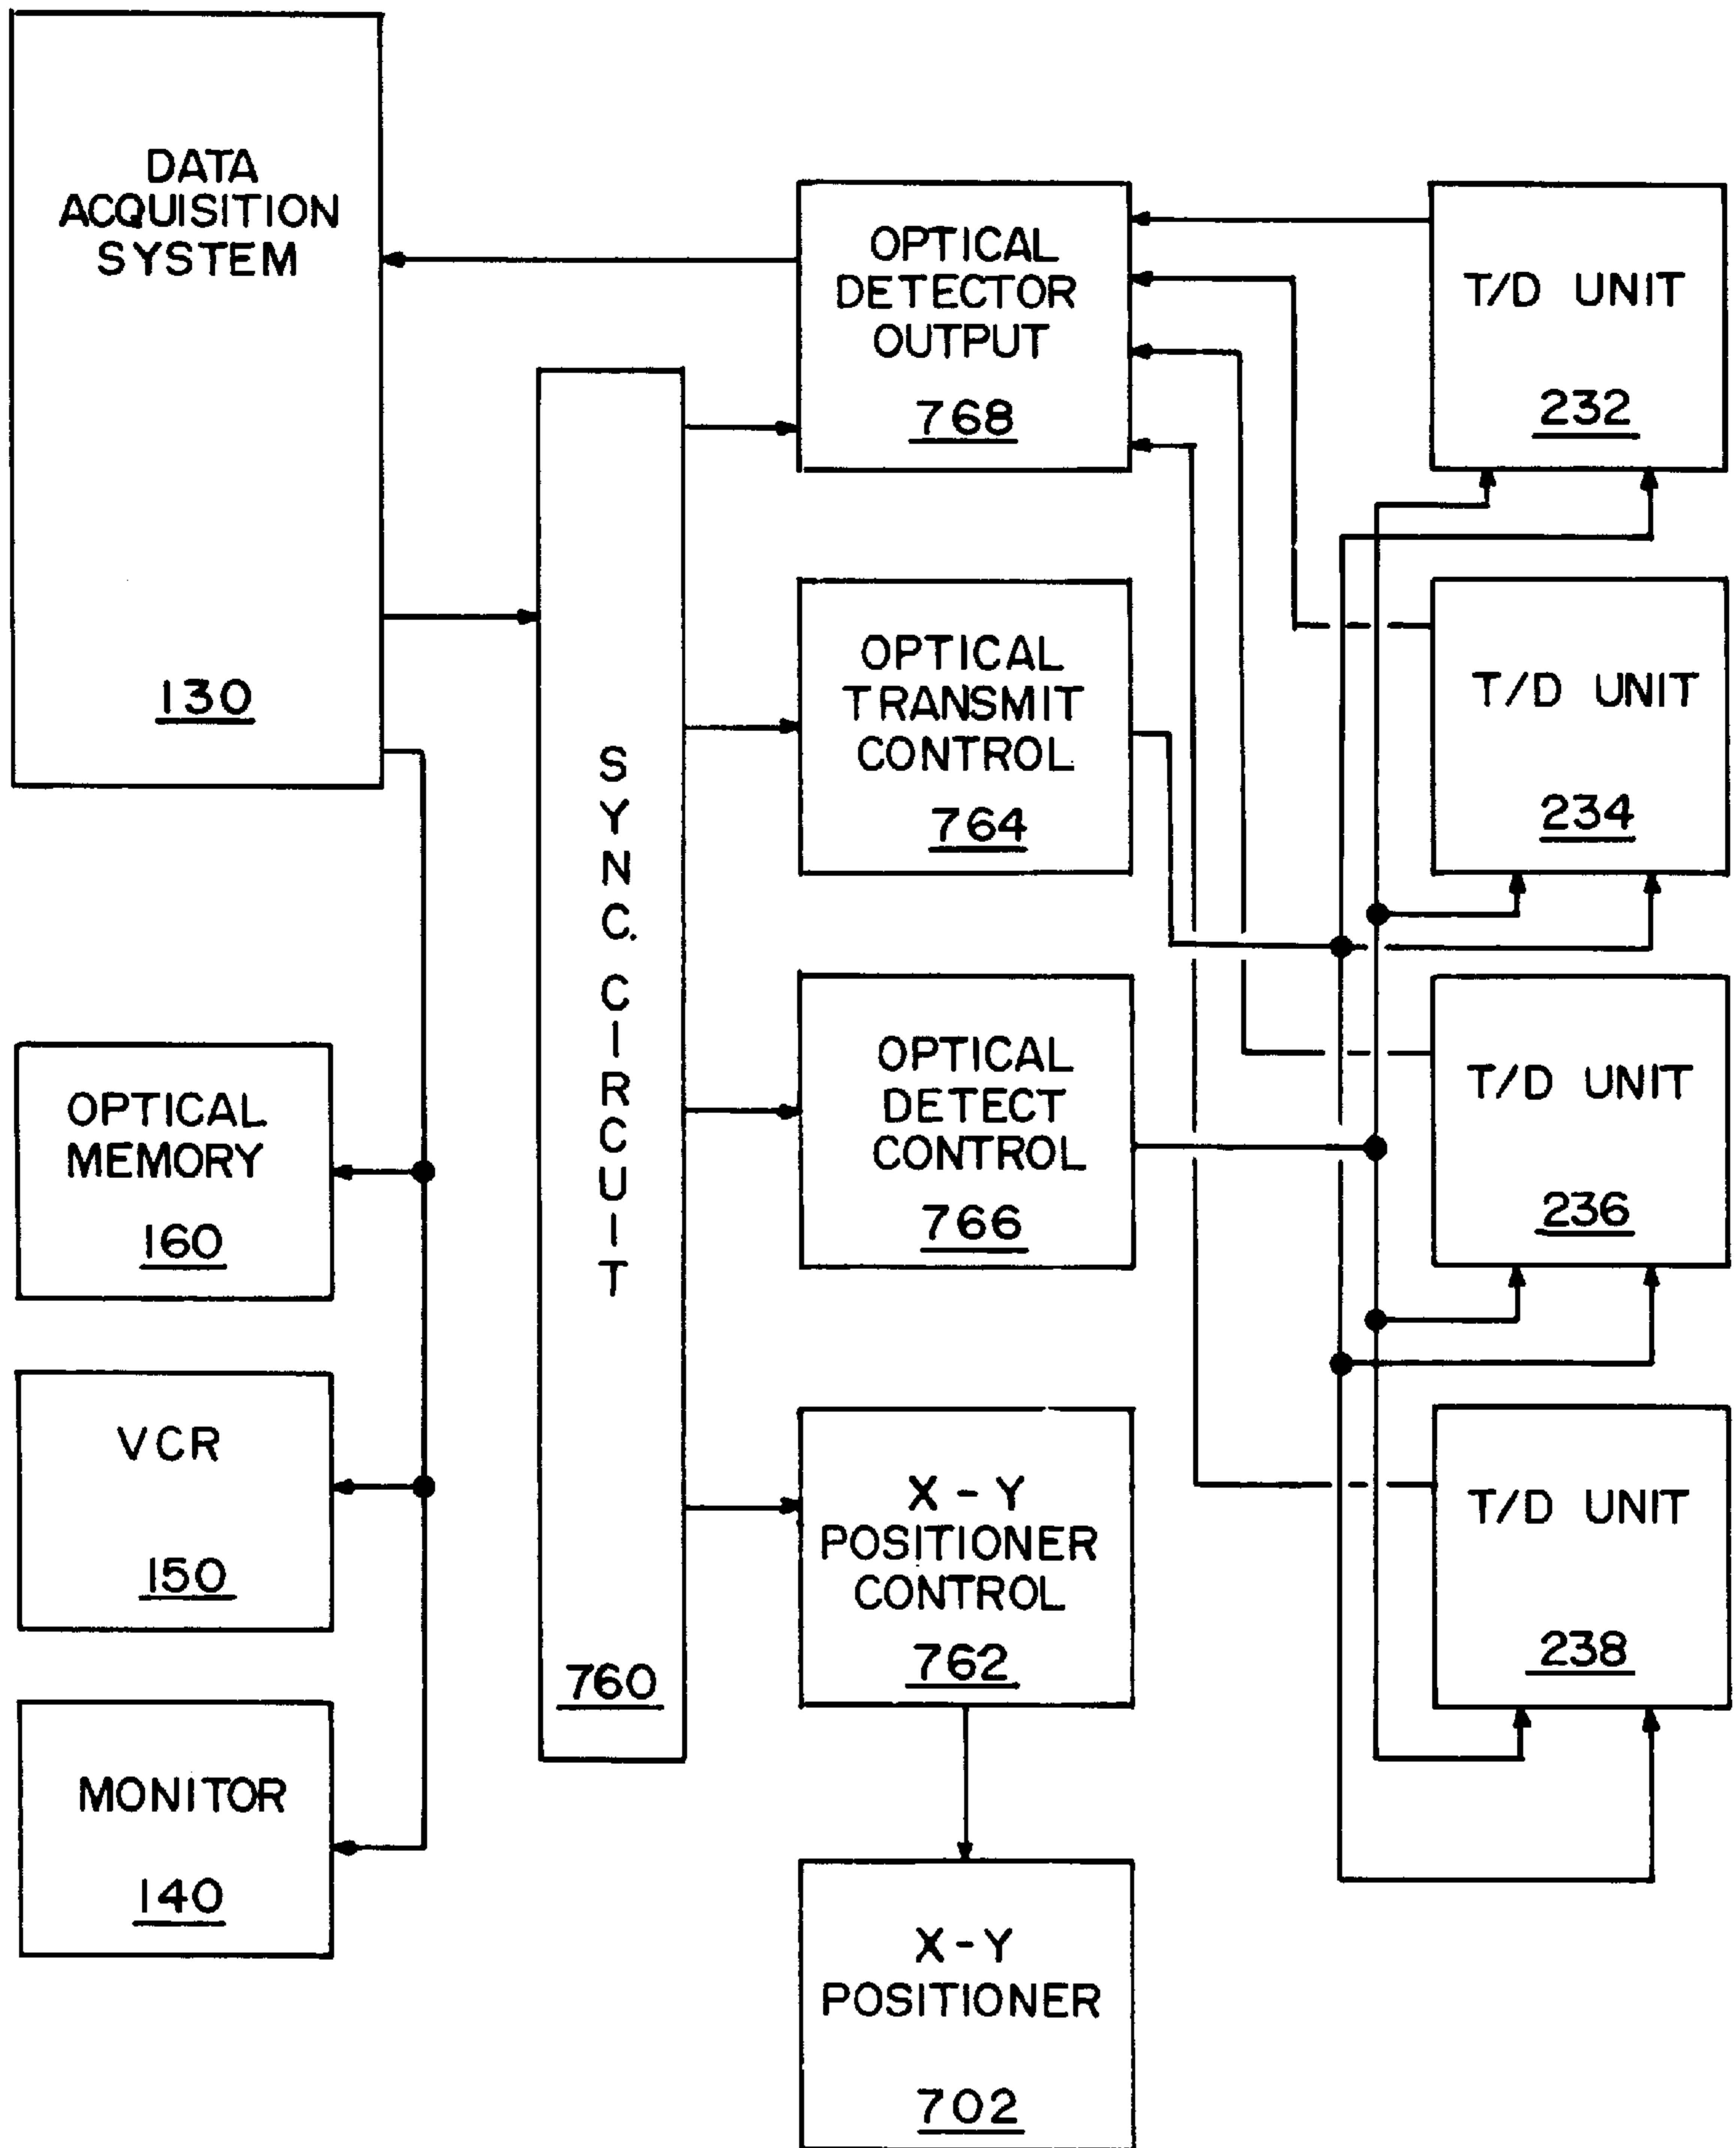 DATA
ACQUISITION
SYSTEM
130
OPTICAL
MEMORY
160
VCR
150
MONITOR
140
SYNC. CIRCUIT
760
OPTICAL
DETECTOR
OUTPUT
768
OPTICAL
TRANSMIT
CONTROL
764
OPTICAL
DETECT
CONTROL
766
X-Y
POSITIONER
CONTROL
762
X-Y
POSITIONER
702
T/D UNIT
232
T/D UNIT
234
T/D UNIT
236
T/D UNIT
238